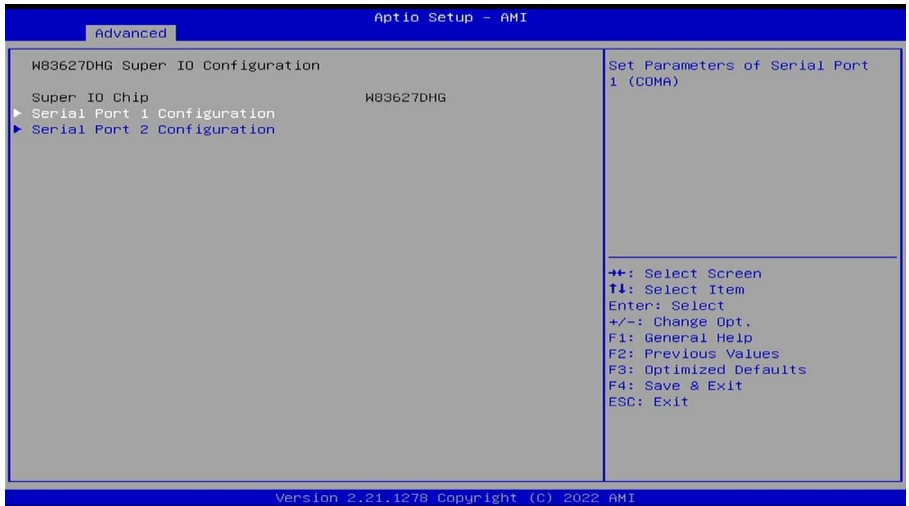 Aptio Setup – AMI
Advanced
W83627DHG Super IO Configuration
Super IO Chip W83627DHG
▶ Serial Port 1 Configuration
▶ Serial Port 2 Configuration
Set Parameters of Serial Port
1 (COMA)
→←: Select Screen
↑↓: Select Item
Enter: Select
+/-: Change Opt.
F1: General Help
F2: Previous Values
F3: Optimized Defaults
F4: Save & Exit
ESC: Exit
Version 2.21.1278 Copyright (C) 2022 AMI